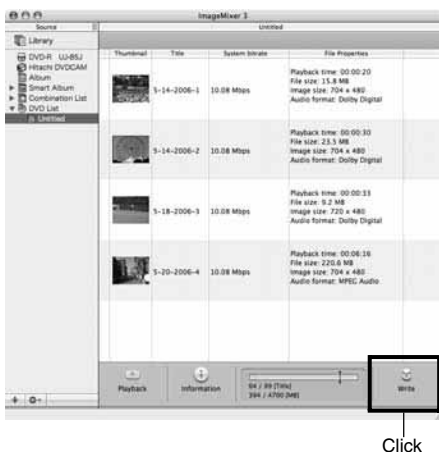 ImageMixer 3
Source
Untitled
Library
DVD-R UJ-85J
Hitachi DVDCAM
Album
Smart Album
Combination List
DVD List
Untitled
Thumbnail Title System bitrate File Properties
5-14-2006-1 10.08 Mbps
Playback time: 00:00:20
File size: 15.8 MB
Image size: 704 x 480
Audio format: Dolby Digital
5-14-2006-2 10.08 Mbps
Playback time: 00:00:30
File size: 23.5 MB
Image size: 704 x 480
Audio format: Dolby Digital
5-18-2006-3 10.08 Mbps
Playback time: 00:00:33
File size: 9.2 MB
Image size: 720 x 480
Audio format: Dolby Digital
5-20-2006-4 10.08 Mbps
Playback time: 00:06:16
File size: 220.6 MB
Image size: 704 x 480
Audio format: MPEG Audio
Playback
Information
04 / 99 [Title]
394 / 4700 [MB]
Write
Click